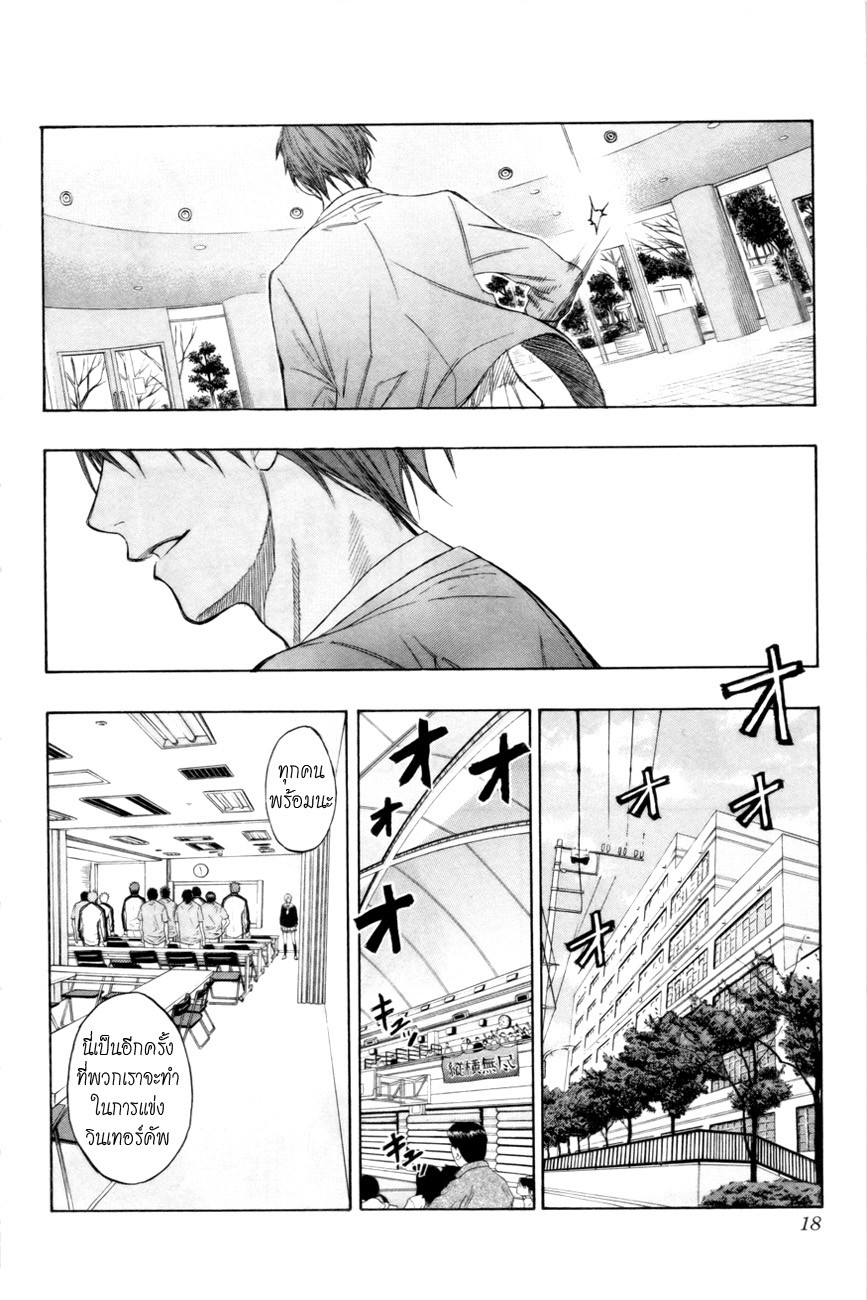 オ
オ
オ
オ
オ
オ
オ
オ
キュッ
縦横無尽
キュッ
ทุกคน
พร้อมนะ
นี่เป็นอีกครั้ง
ที่พวกเราจะทำ
ในการแข่ง
วินเทอร์คัพ
18